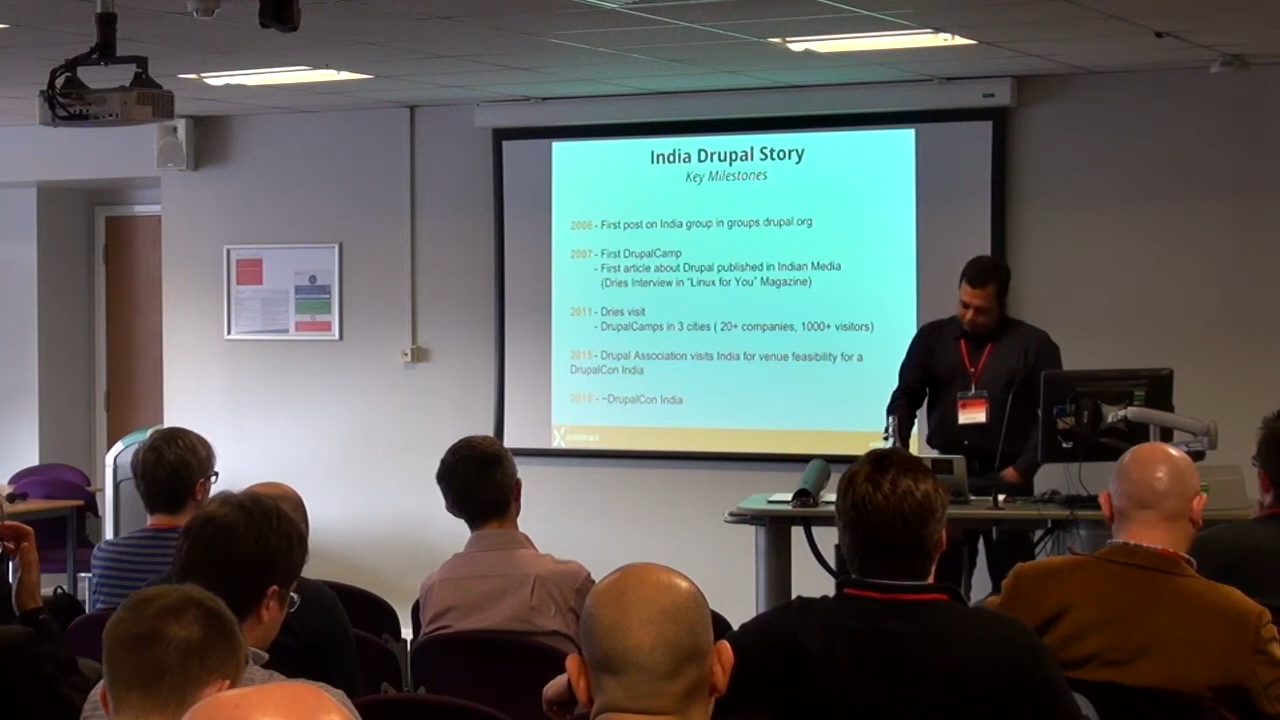 India Drupal Story
Key Milestones
2006 - First post on India group in groups.drupal.org
2007 - First DrupalCamp
- First article about Drupal published in Indian Media
(Dries Interview in "Linux for You" Magazine)
2011 - Dries visit
- DrupalCamps in 3 cities ( 20+ companies, 1000+ visitors)
2015 - Drupal Association visits India for venue feasibility for a
DrupalCon India
- ~DrupalCon India